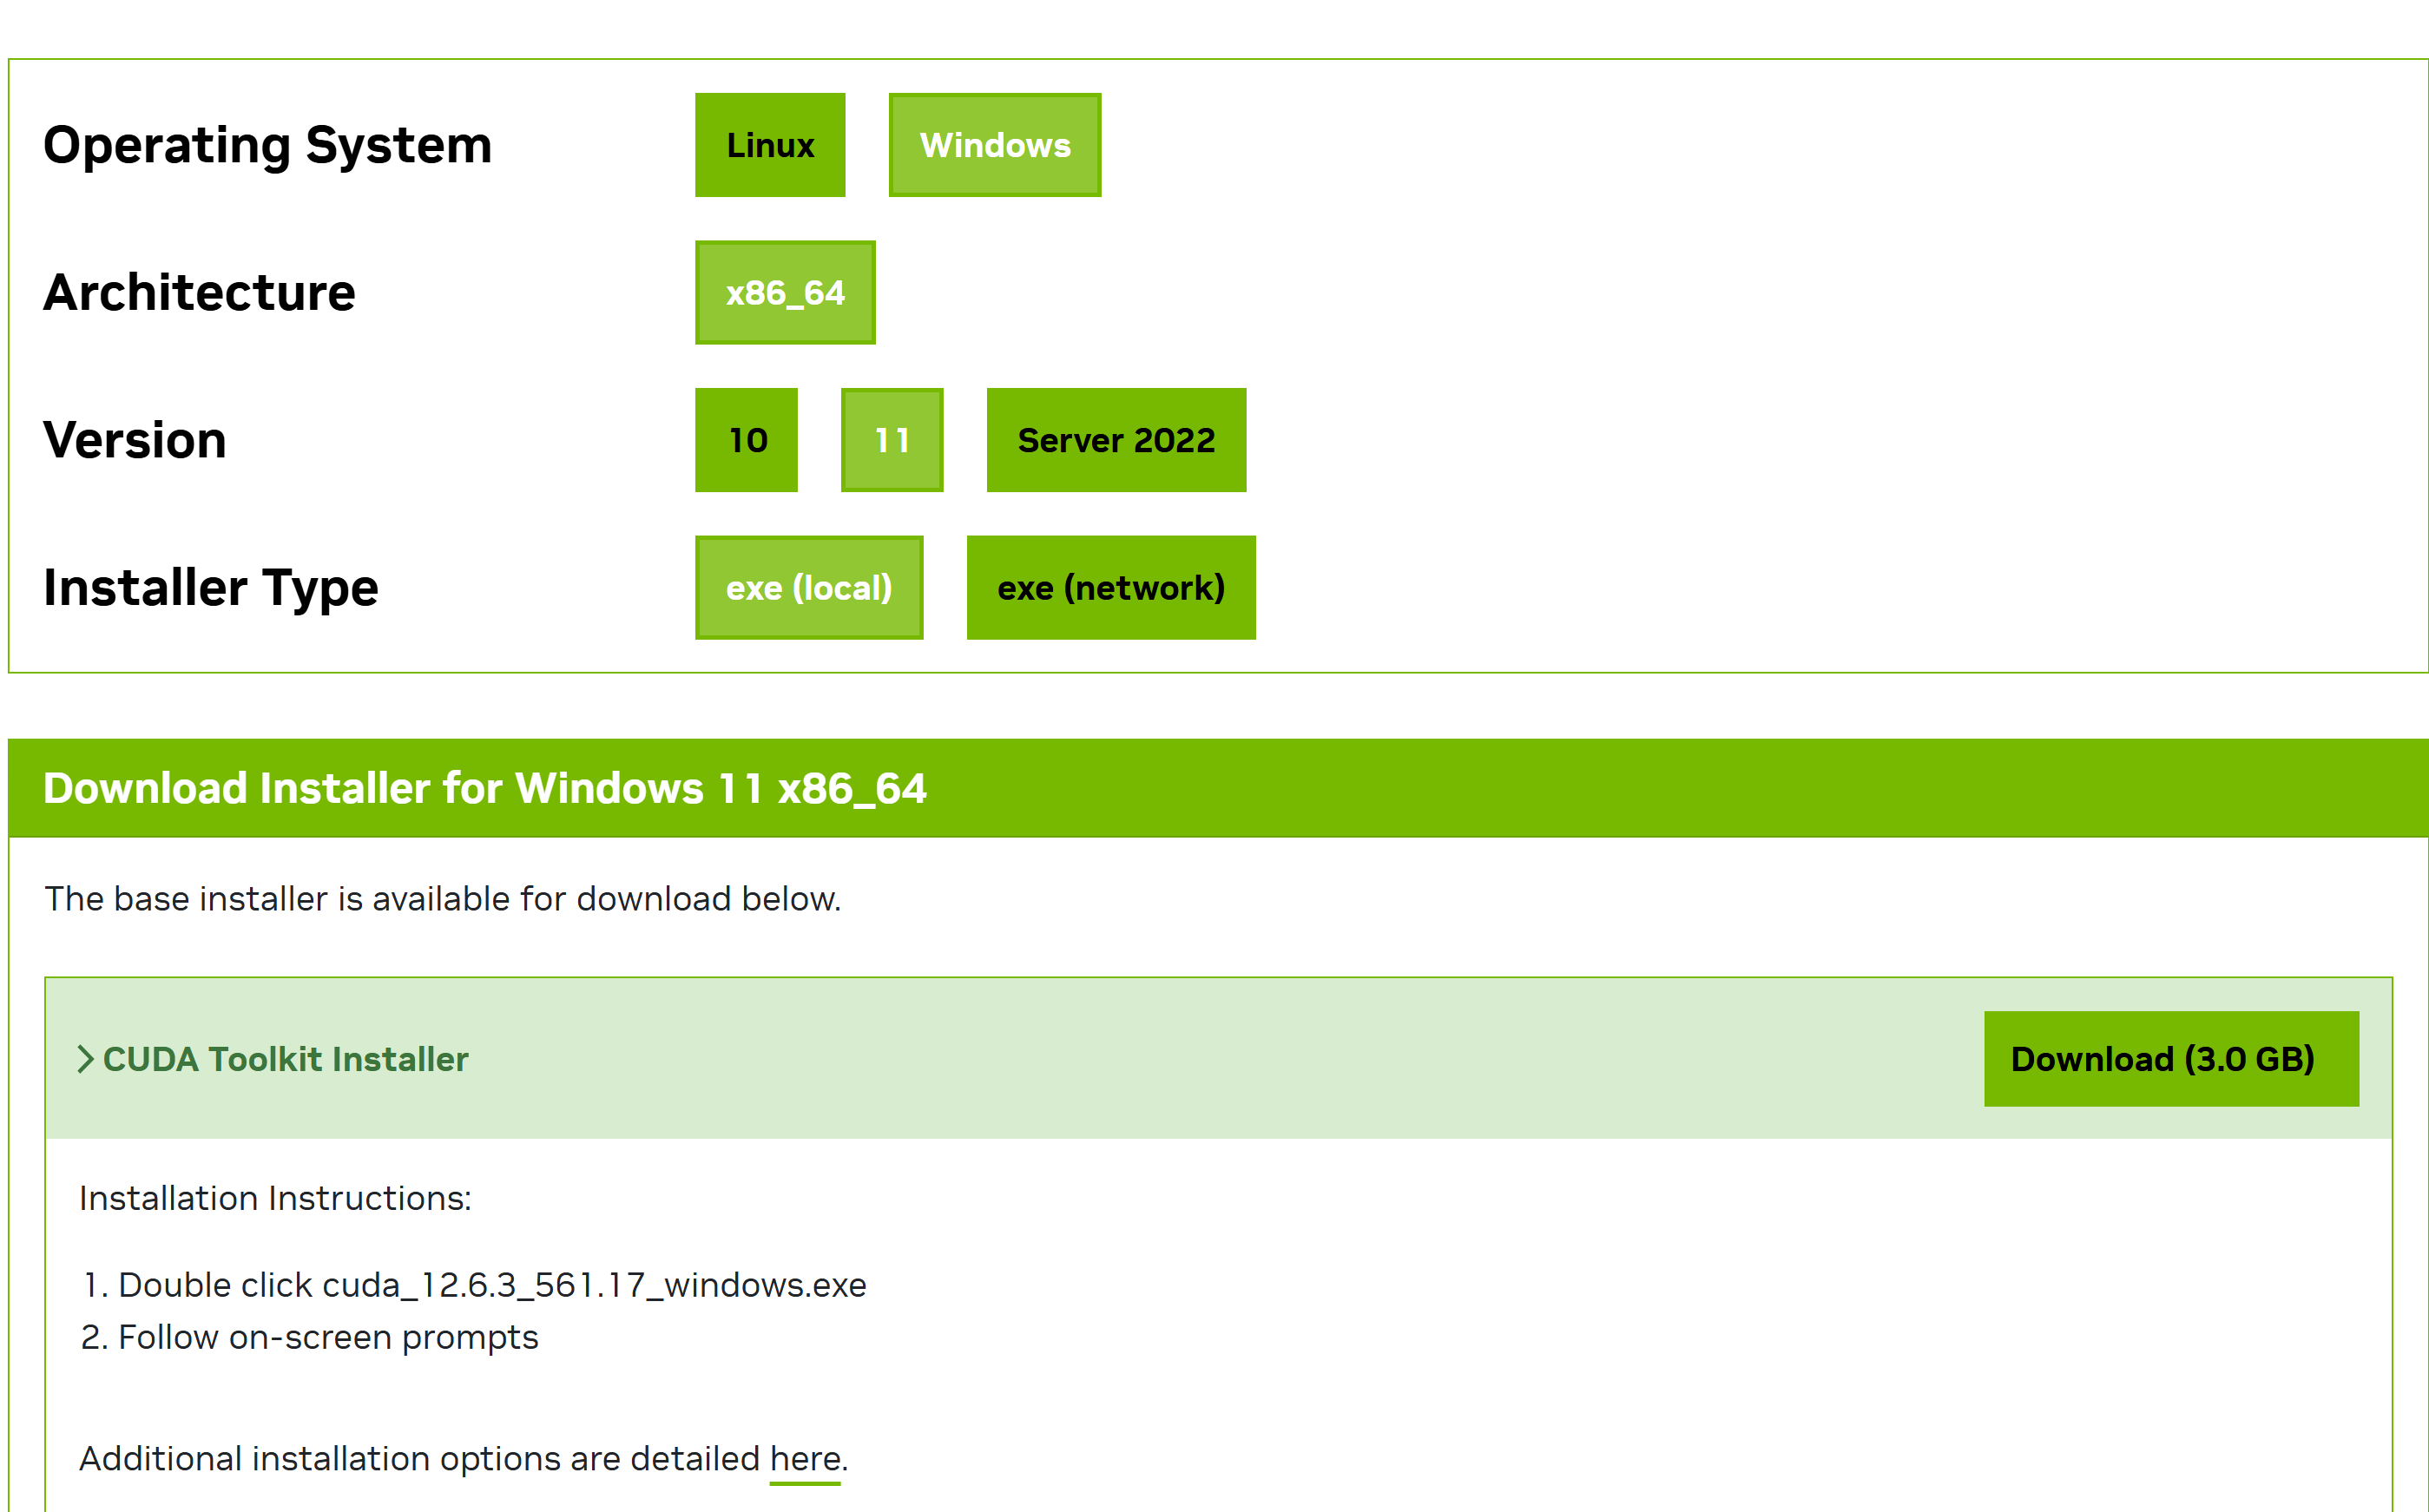 Operating System Linux Windows
Architecture x86_64
Version 10 11 Server 2022
Installer Type exe (local) exe (network)
Download Installer for Windows 11 x86_64
The base installer is available for download below.
CUDA Toolkit Installer Download (3.0 GB)
Installation Instructions:
1. Double click cuda_12.6.3_561.17_windows.exe
2. Follow on-screen prompts
Additional installation options are detailed here.